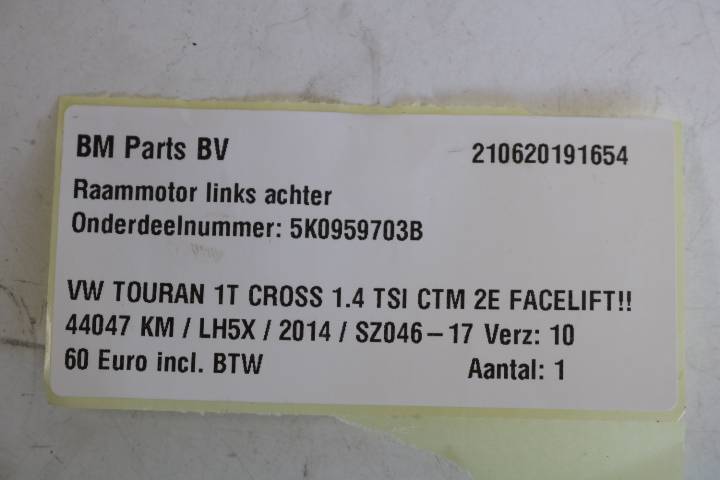 BM Parts BV 210620191654
Raammotor links achter
Onderdeelnummer: 5K0959703B
VW TOURAN 1T CROSS 1.4 TSI CTM 2E FACELIFT!!
44047 KM / LH5X / 2014 / SZ046-17 Verz: 10
60 Euro incl. BTW Aantal: 1